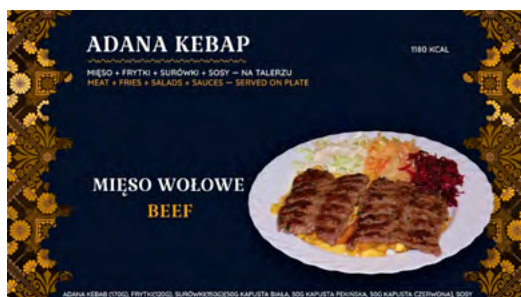 ADANA KEBAP
1180 KCAL
MIĘSO + FRYTKI + SURÓWKI + SOSY — NA TALERZU
MEAT + FRIES + SALADS + SAUCES — SERVED ON PLATE
MIĘSO WOŁOWE
BEEF
ADANA KEBAB (170G), FRYTKI(120G), SURÓWKI(150G)[50G KAPUSTA BIAŁA, 50G KAPUSTA PEKIŃSKA, 50G KAPUSTA CZERWONA], SOSY